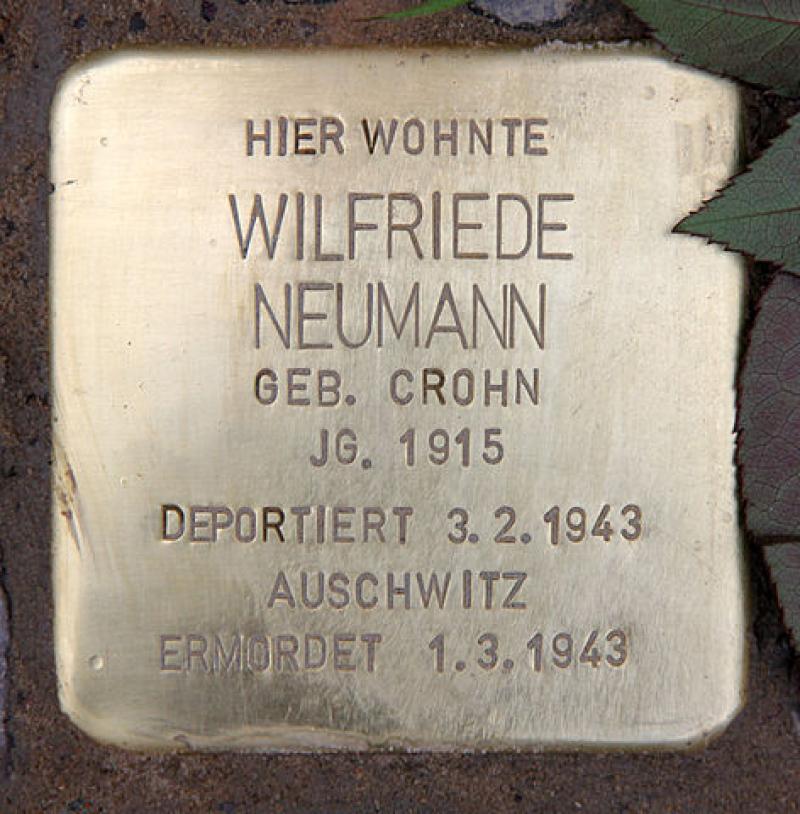 HIER WOHNTE
WILFRIEDE
NEUMANN
GEB. CROHN
JG. 1915
DEPORTIERT 3.2.1943
AUSCHWITZ
ERMORDET 1.3.1943